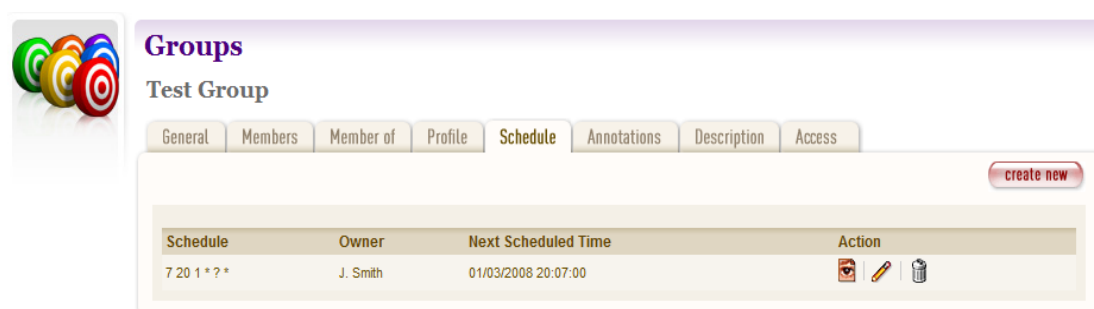 Groups
Test Group
General Members Member of Profile Schedule Annotations Description Access
create new
Schedule Owner Next Scheduled Time Action
7 20 1 * ? * J. Smith 01/03/2008 20:07:00